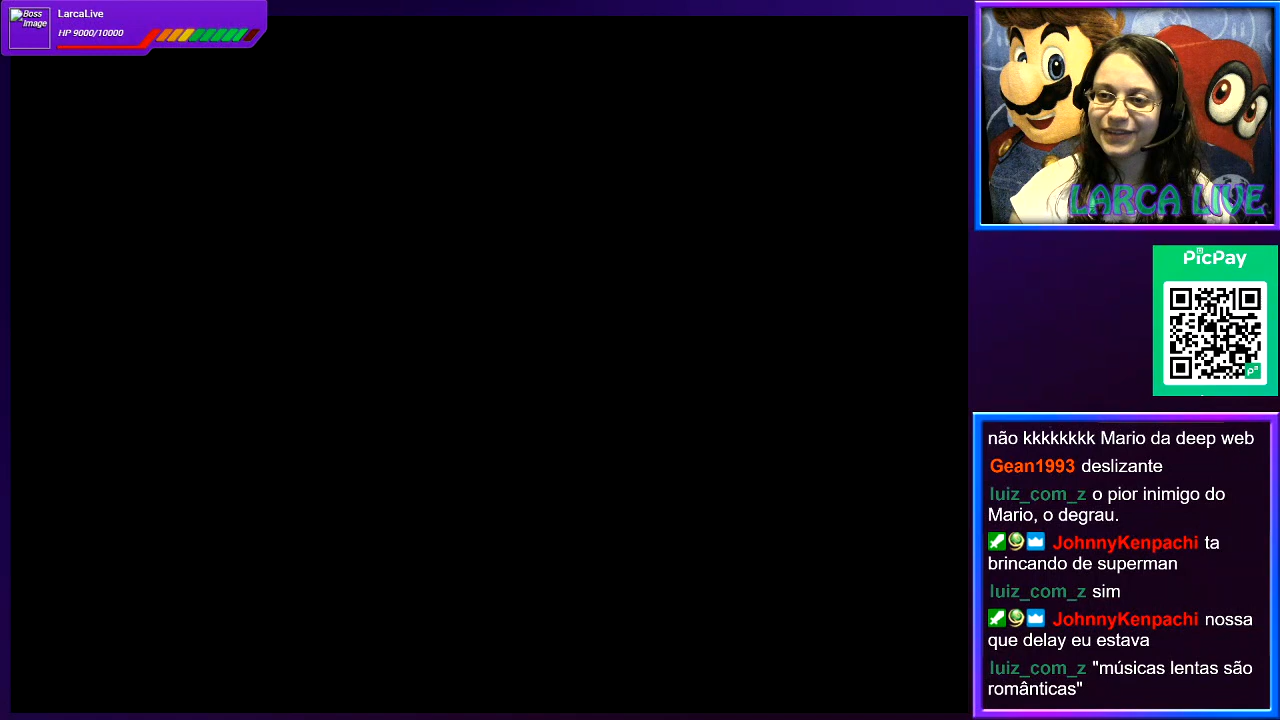 Boss
Image
LarcaLive
HP 9000/10000
LARCA LIVE
PicPay
não kkkkkkkk Mario da deep web
Gean1993 deslizante
luiz_com_z o pior inimigo do
Mario, o degrau.
JohnnyKenpachi ta
brincando de superman
luiz_com_z sim
JohnnyKenpachi nossa
que delay eu estava
luiz_com_z "músicas lentas são
românticas"